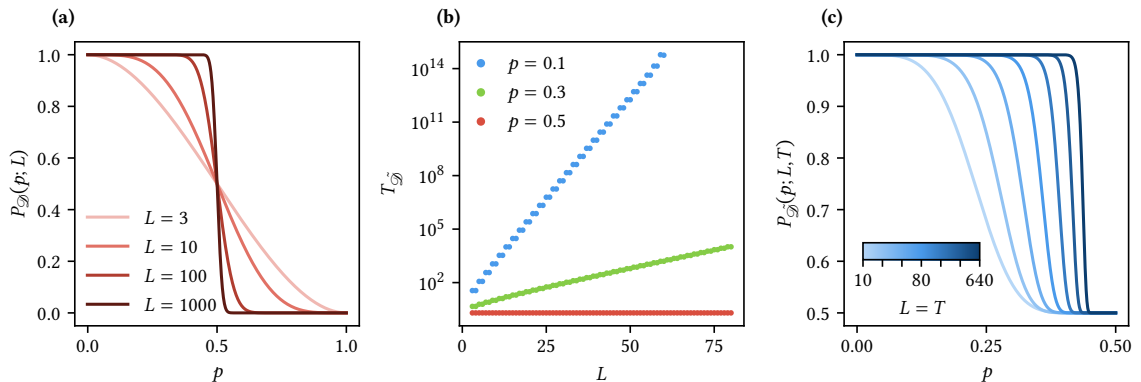 (a)
1.0
0.8
0.6
0.4
0.2
0.0
P𝒟(p; L)
L = 3
L = 10
L = 100
L = 1000
0.0 0.5 1.0
p
(b)
10¹⁴
10¹¹
10⁸
10⁵
10²
T𝒟̃
p = 0.1
p = 0.3
p = 0.5
0 25 50 75
L
(c)
1.0
0.9
0.8
0.7
0.6
0.5
P𝒟̃(p; L, T)
10 80 640
L = T
0.00 0.25 0.50
p